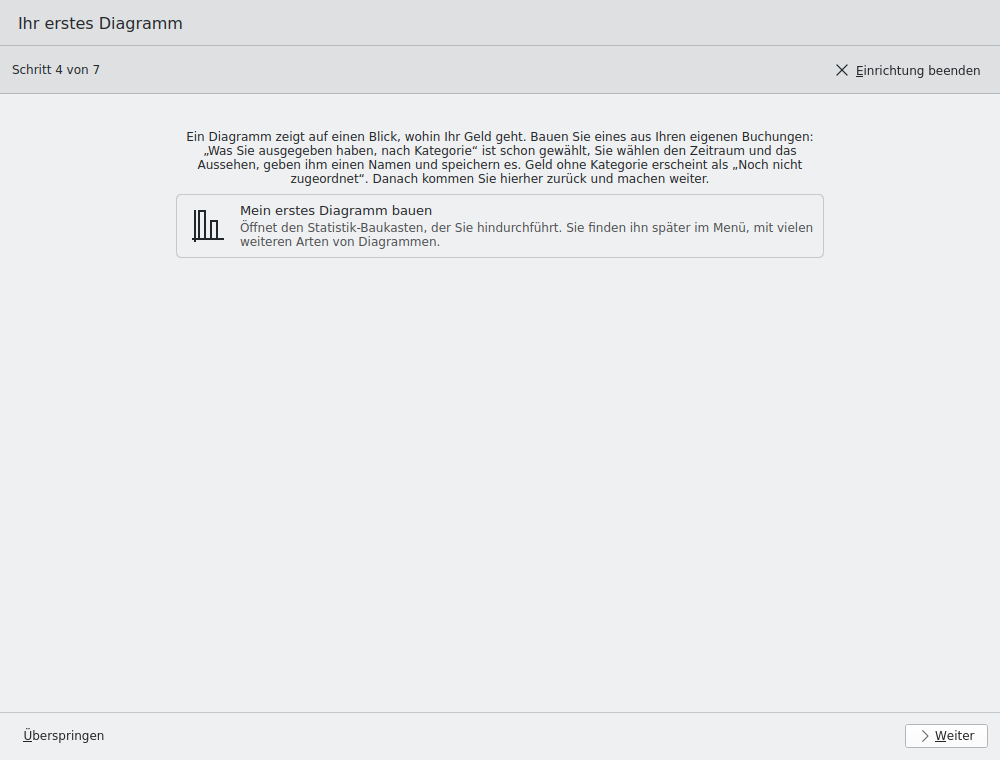 Ihr erstes Diagramm
Schritt 4 von 7
Einrichtung beenden
Ein Diagramm zeigt auf einen Blick, wohin Ihr Geld geht. Bauen Sie eines aus Ihren eigenen Buchungen:
„Was Sie ausgegeben haben, nach Kategorie“ ist schon gewählt, Sie wählen den Zeitraum und das
Aussehen, geben ihm einen Namen und speichern es. Geld ohne Kategorie erscheint als „Noch nicht
zugeordnet“. Danach kommen Sie hierher zurück und machen weiter.
Mein erstes Diagramm bauen
Öffnet den Statistik-Baukasten, der Sie hindurchführt. Sie finden ihn später im Menü, mit vielen
weiteren Arten von Diagrammen.
Überspringen
Weiter